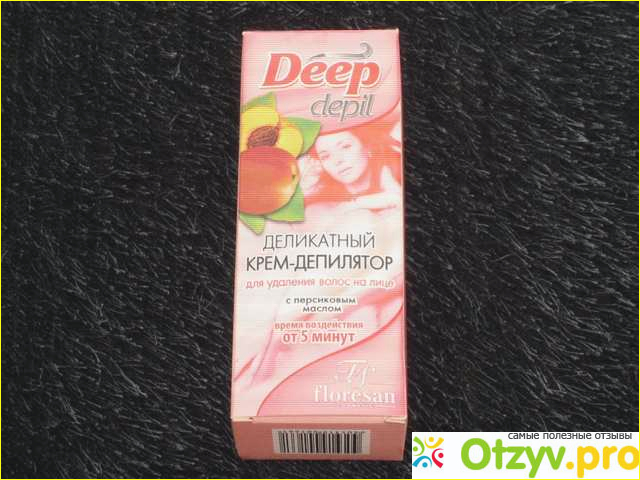 Deep
depil
ДЕЛИКАТНЫЙ
КРЕМ-ДЕПИЛЯТОР
для удаления волос на лице
с персиковым
маслом
время воздействия
от 5 минут
floresan
самые полезные отзывы
Otzyv.pro